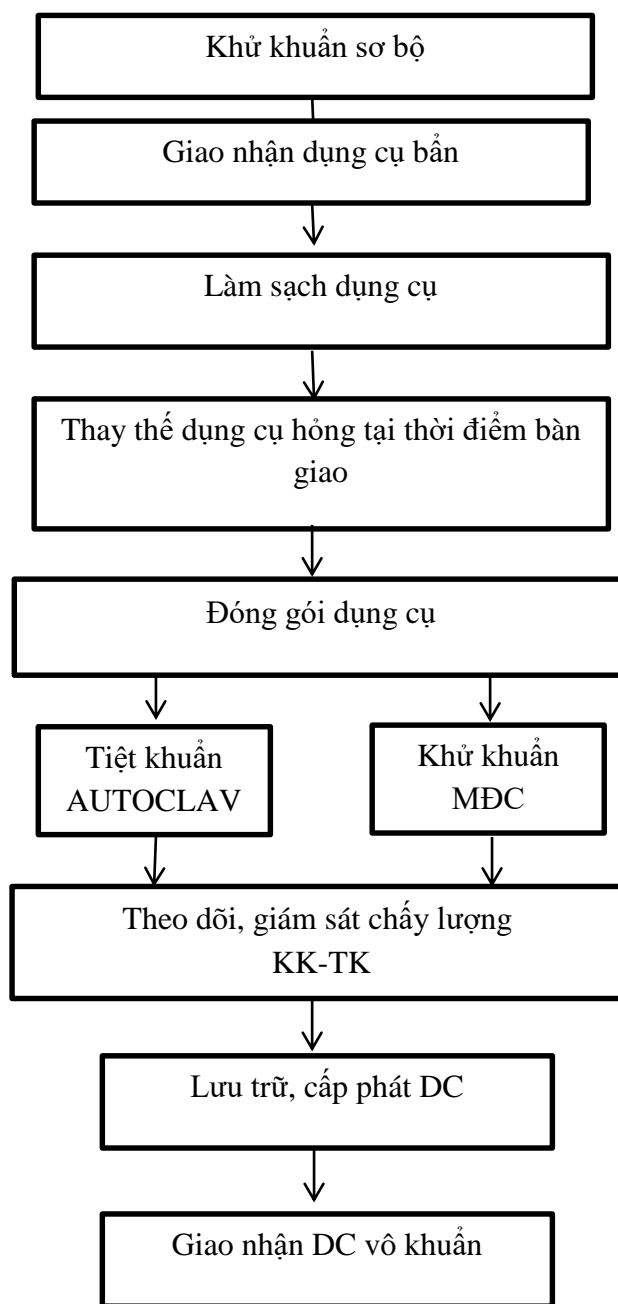 Khử khuẩn sơ bộ
Giao nhận dụng cụ bẩn
Làm sạch dụng cụ
Thay thế dụng cụ hỏng tại thời điểm bàn
giao
Đóng gói dụng cụ
Tiệt khuẩn
AUTOCLAV
Khử khuẩn
MĐC
Theo dõi, giám sát chấy lượng
KK-TK
Lưu trữ, cấp phát DC
Giao nhận DC vô khuẩn